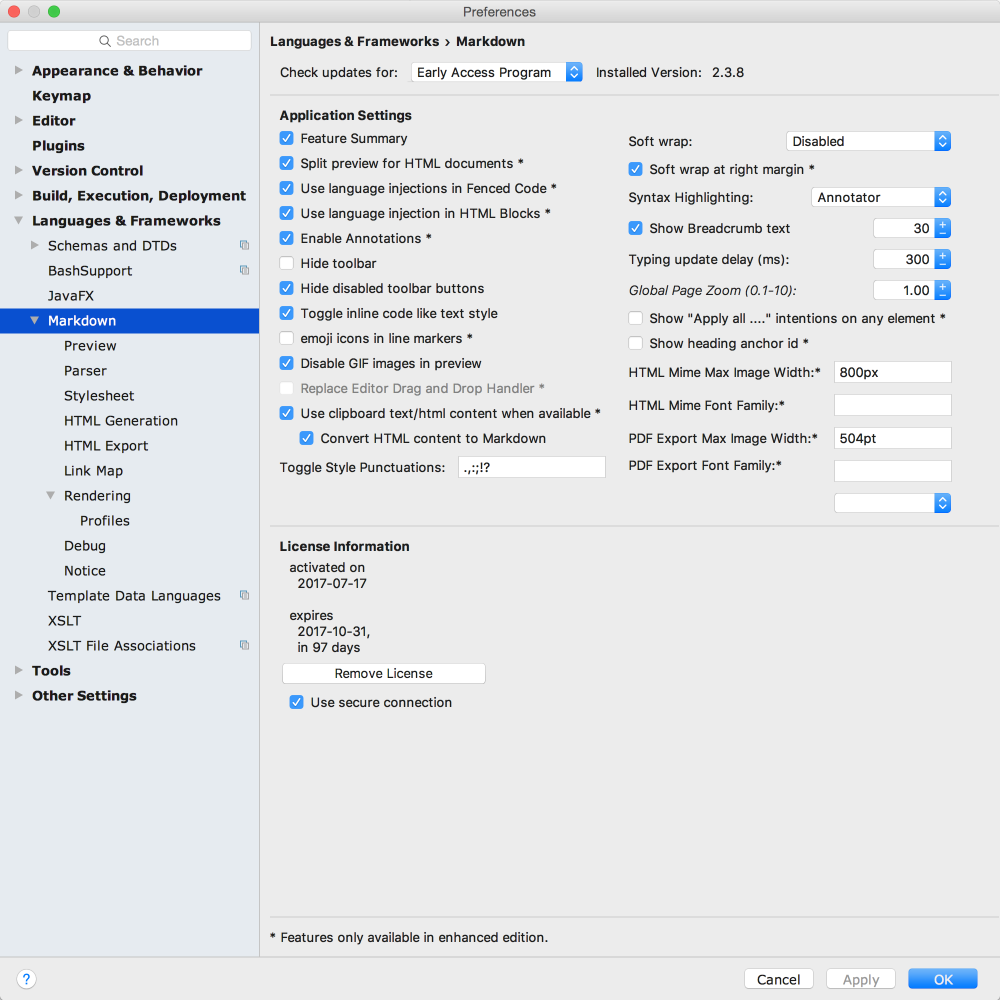 Preferences
Search
Appearance & Behavior
Keymap
Editor
Plugins
Version Control
Build, Execution, Deployment
Languages & Frameworks
Schemas and DTDs
BashSupport
JavaFX
Markdown
Preview
Parser
Stylesheet
HTML Generation
HTML Export
Link Map
Rendering
Profiles
Debug
Notice
Template Data Languages
XSLT
XSLT File Associations
Tools
Other Settings
Languages & Frameworks › Markdown
Check updates for: Early Access Program Installed Version: 2.3.8
Application Settings
Feature Summary
Split preview for HTML documents *
Use language injections in Fenced Code *
Use language injection in HTML Blocks *
Enable Annotations *
Hide toolbar
Hide disabled toolbar buttons
Toggle inline code like text style
emoji icons in line markers *
Disable GIF images in preview
Replace Editor Drag and Drop Handler *
Use clipboard text/html content when available *
Convert HTML content to Markdown
Toggle Style Punctuations: .,:;!?
Soft wrap: Disabled
Soft wrap at right margin *
Syntax Highlighting: Annotator
Show Breadcrumb text 30
Typing update delay (ms): 300
Global Page Zoom (0.1-10): 1.00
Show "Apply all ...." intentions on any element *
Show heading anchor id *
HTML Mime Max Image Width:* 800px
HTML Mime Font Family:*
PDF Export Max Image Width:* 504pt
PDF Export Font Family:*
License Information
activated on
2017-07-17
expires
2017-10-31,
in 97 days
Remove License
Use secure connection
* Features only available in enhanced edition.
? Cancel Apply OK